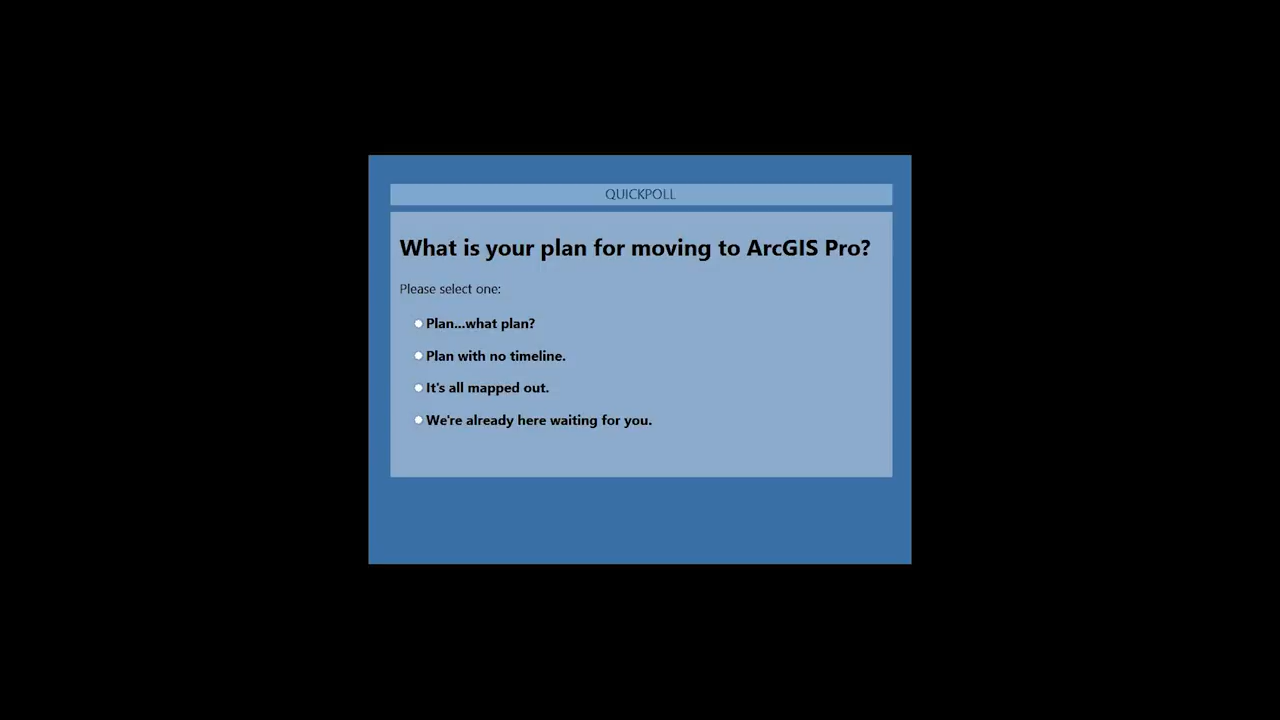 QUICKPOLL
What is your plan for moving to ArcGIS Pro?
Please select one:
Plan...what plan?
Plan with no timeline.
It's all mapped out.
We're already here waiting for you.